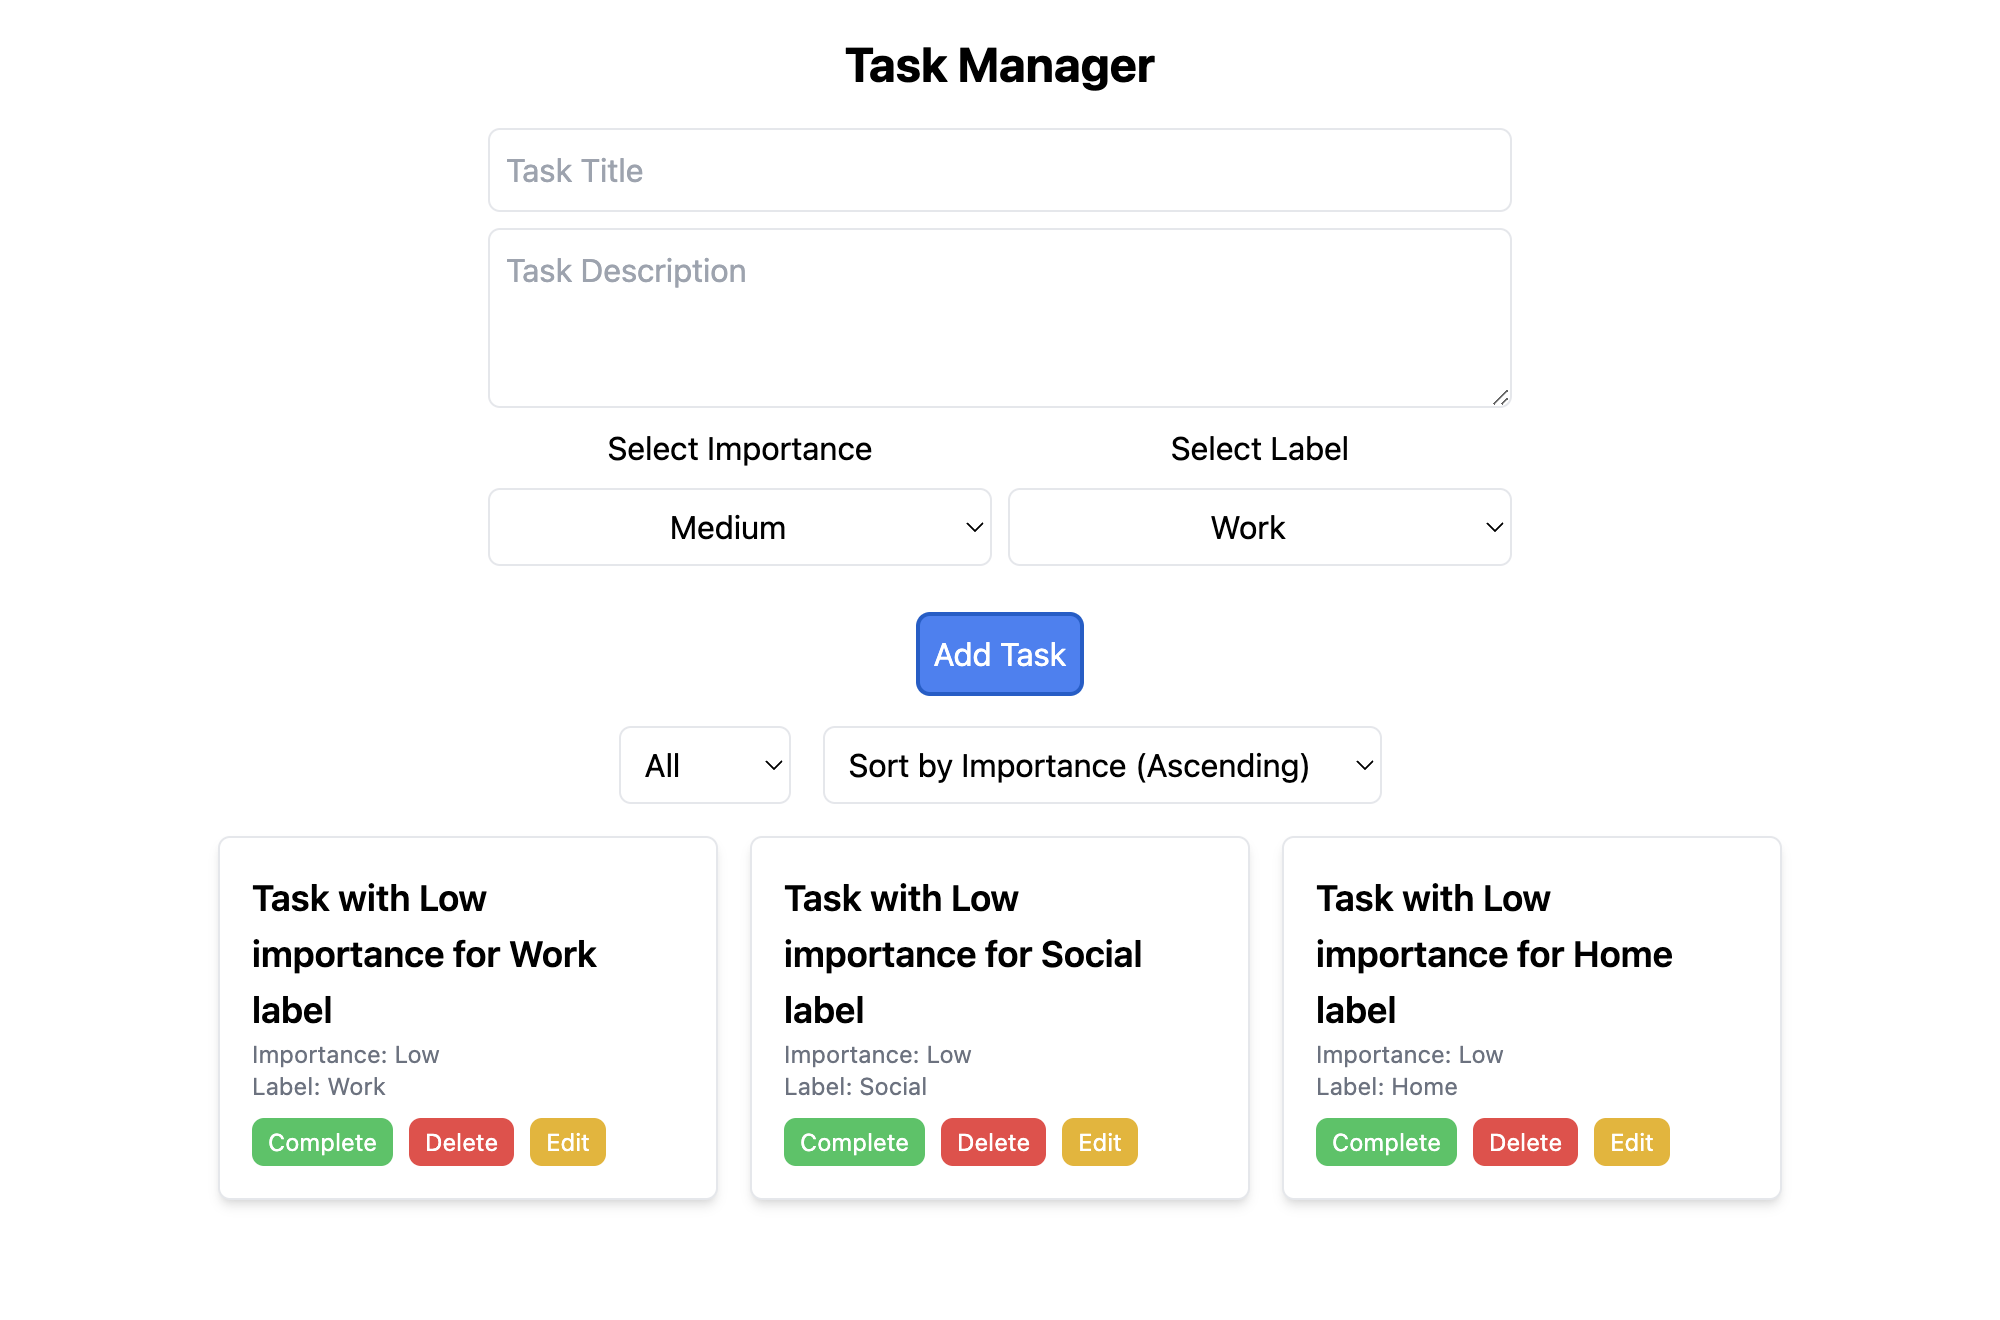 Task Manager
Task Title
Task Description
Select Importance
Select Label
Medium
Work
Add Task
All
Sort by Importance (Ascending)
Task with Low
importance for Work
label
Importance: Low
Label: Work
Complete
Delete
Edit
Task with Low
importance for Social
label
Importance: Low
Label: Social
Complete
Delete
Edit
Task with Low
importance for Home
label
Importance: Low
Label: Home
Complete
Delete
Edit